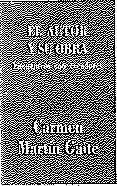 EL AUTOR
Y SU OBRA
Carmen
Martín Gaite